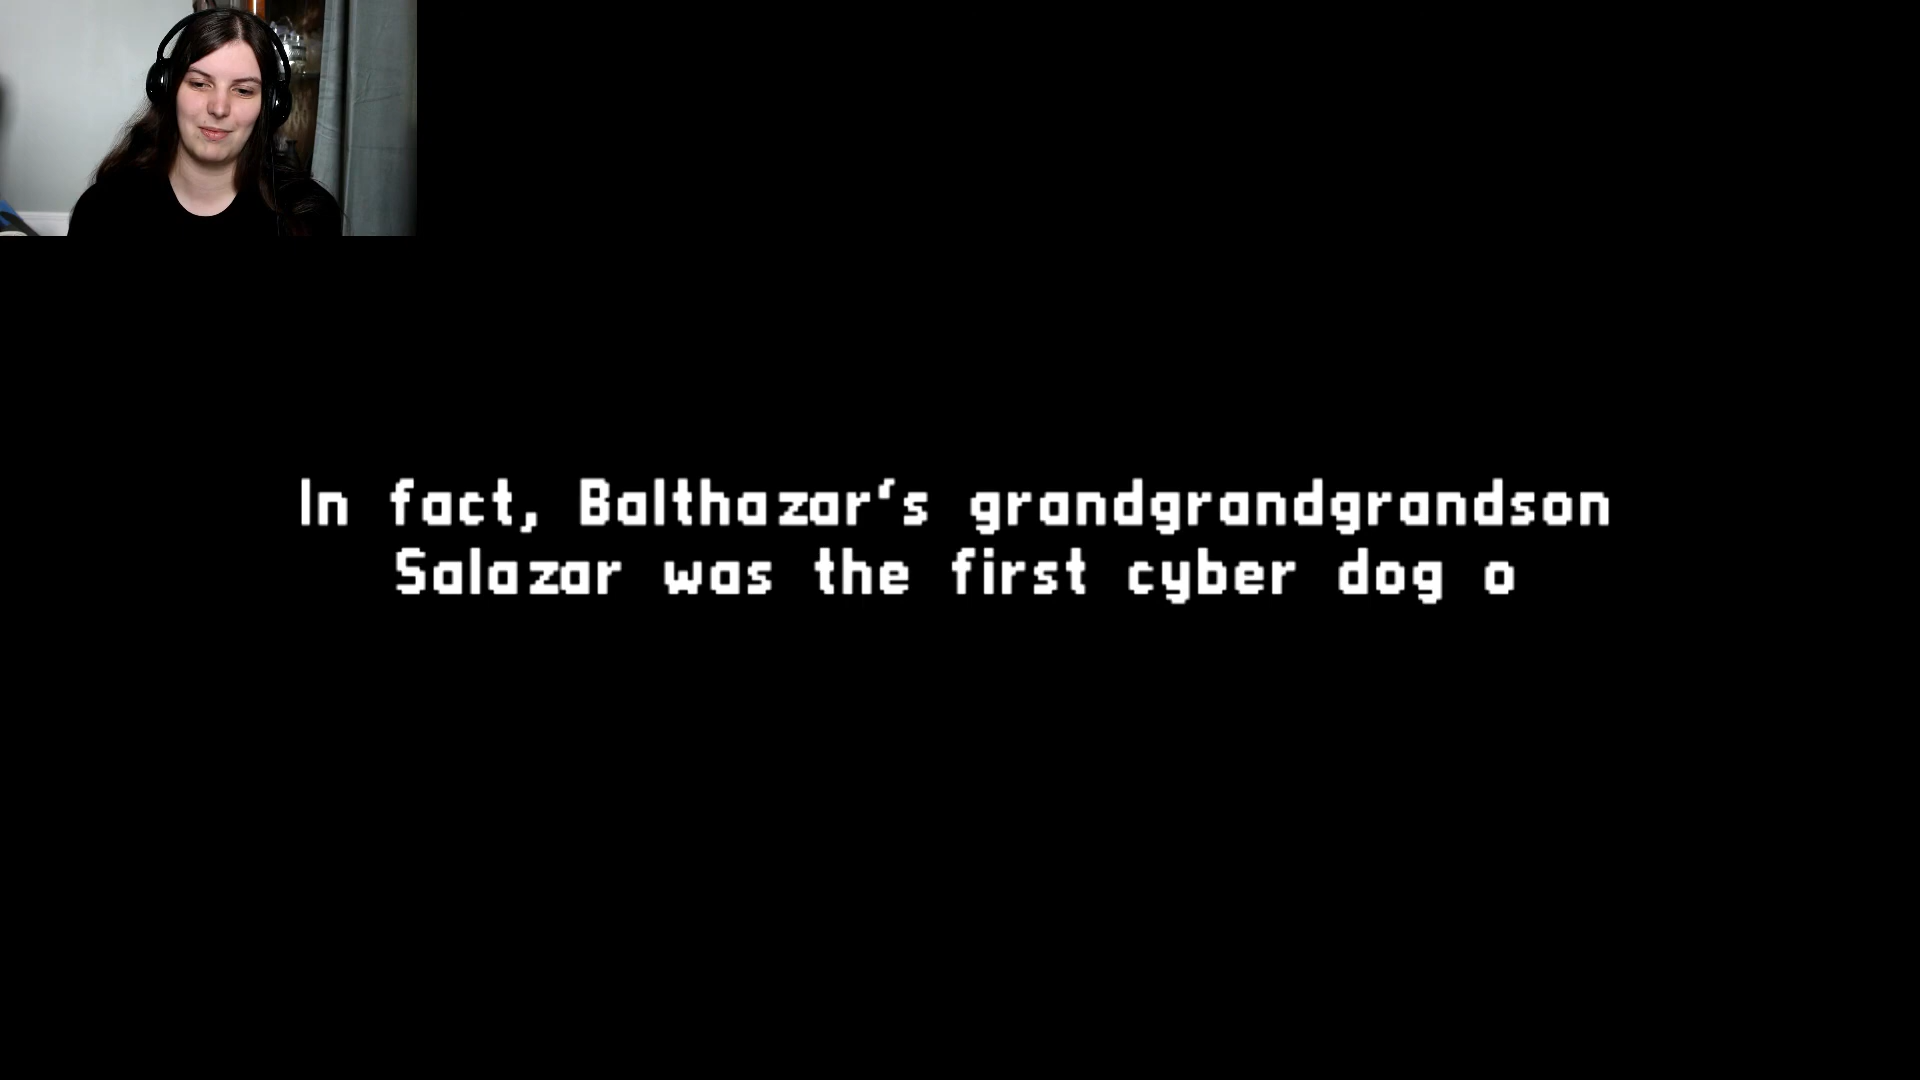 In fact, Balthazar's grandgrandgrandson
Salazar was the first cyber dog o